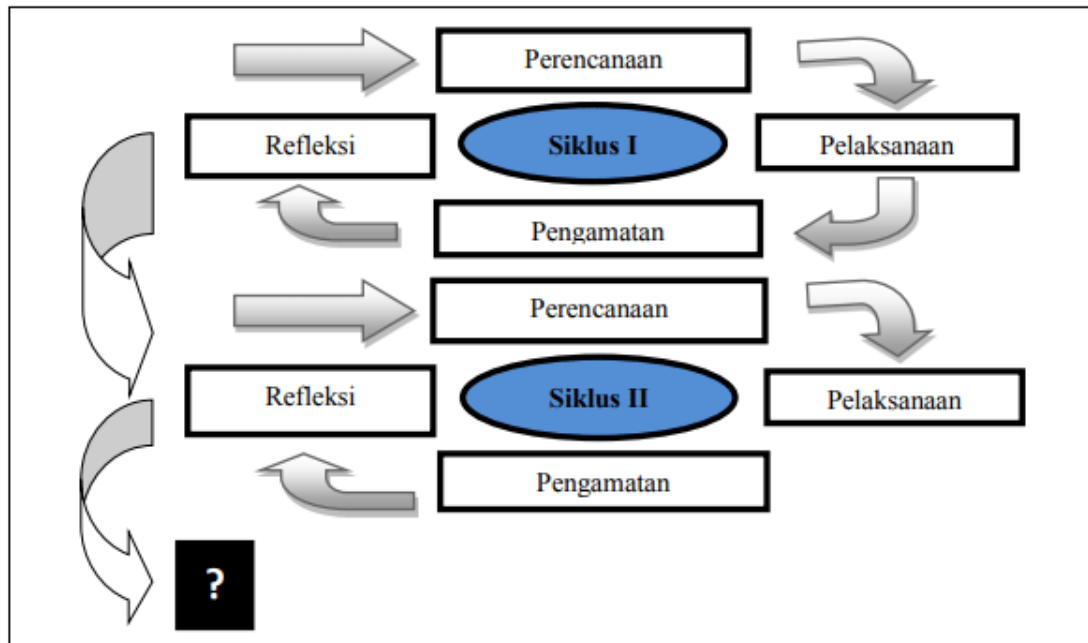 Perencanaan
Refleksi
Siklus I
Pelaksanaan
Pengamatan
Perencanaan
Refleksi
Siklus II
Pelaksanaan
Pengamatan
?